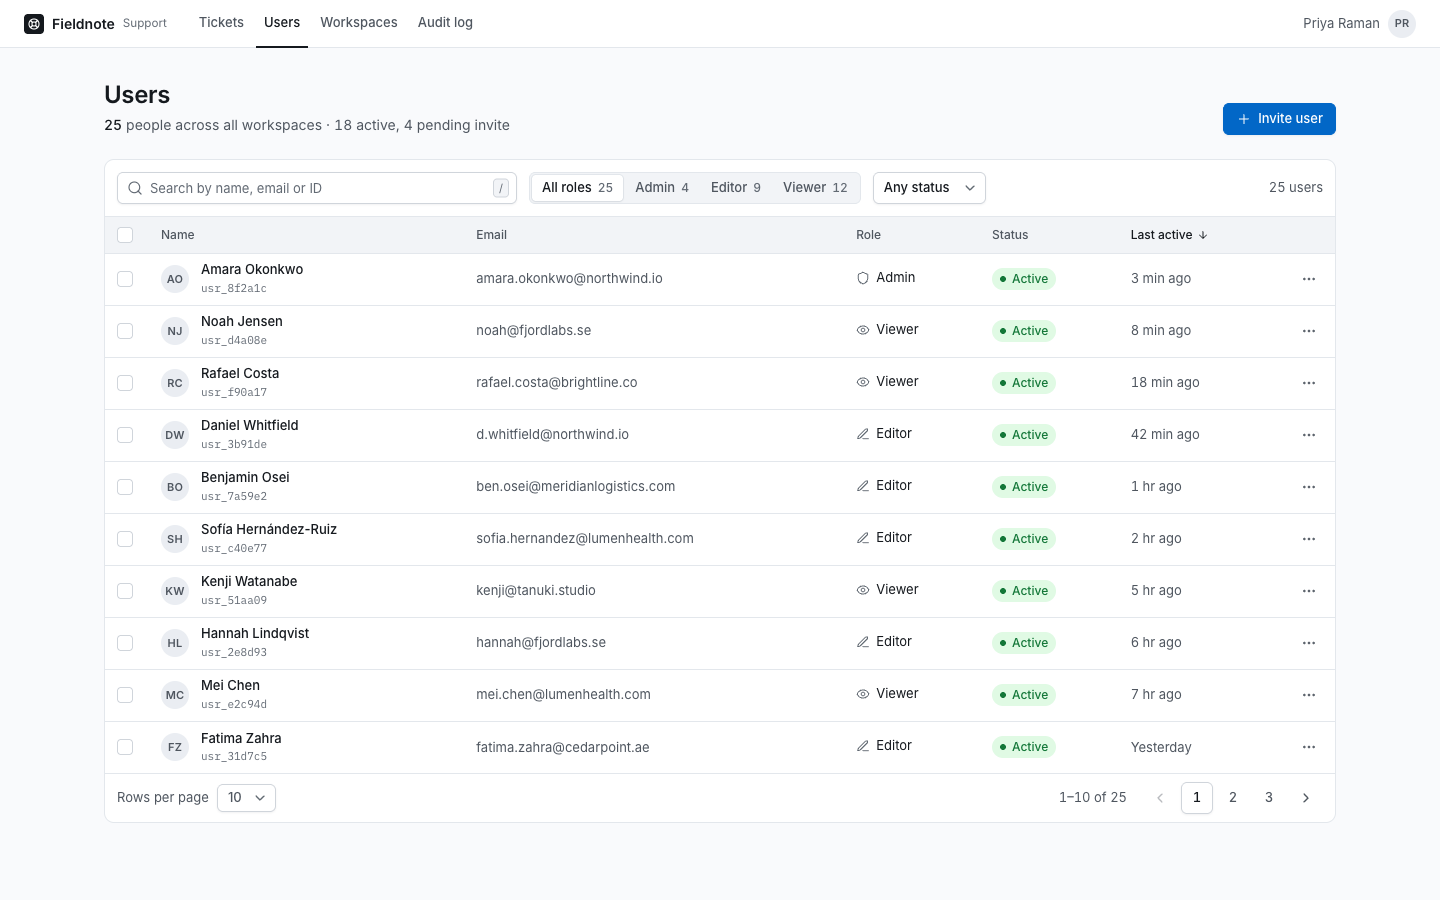 Fieldnote Support Tickets Users Workspaces Audit log Priya Raman PR
Users
25 people across all workspaces · 18 active, 4 pending invite
+ Invite user
Search by name, email or ID / All roles 25 Admin 4 Editor 9 Viewer 12 Any status 25 users
Name Email Role Status Last active ↓
AO Amara Okonkwo amara.okonkwo@northwind.io Admin Active 3 min ago
usr_8f2a1c
NJ Noah Jensen noah@fjordlabs.se Viewer Active 8 min ago
usr_d4a08e
RC Rafael Costa rafael.costa@brightline.co Viewer Active 18 min ago
usr_f90a17
DW Daniel Whitfield d.whitfield@northwind.io Editor Active 42 min ago
usr_3b91de
BO Benjamin Osei ben.osei@meridianlogistics.com Editor Active 1 hr ago
usr_7a59e2
SH Sofía Hernández-Ruiz sofia.hernandez@lumenhealth.com Editor Active 2 hr ago
usr_c40e77
KW Kenji Watanabe kenji@tanuki.studio Viewer Active 5 hr ago
usr_51aa09
HL Hannah Lindqvist hannah@fjordlabs.se Editor Active 6 hr ago
usr_2e8d93
MC Mei Chen mei.chen@lumenhealth.com Viewer Active 7 hr ago
usr_e2c94d
FZ Fatima Zahra fatima.zahra@cedarpoint.ae Editor Active Yesterday
usr_31d7c5
Rows per page 10 1–10 of 25 1 2 3